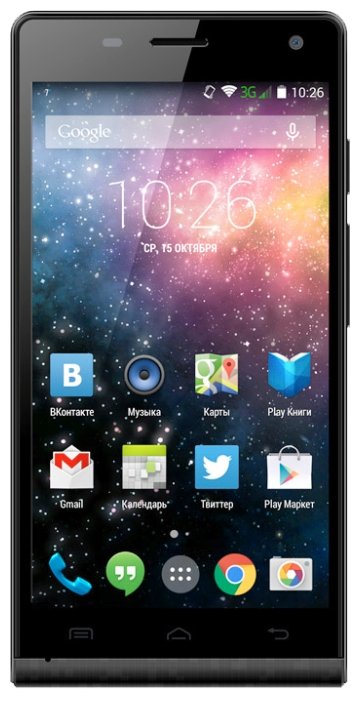 7
3G
10:26
Google
10:26
СР, 15 ОКТЯБРЯ
B
ВКонтакте
Музыка
Карты
Play Книги
Gmail
Календарь
Твиттер
Play Маркет